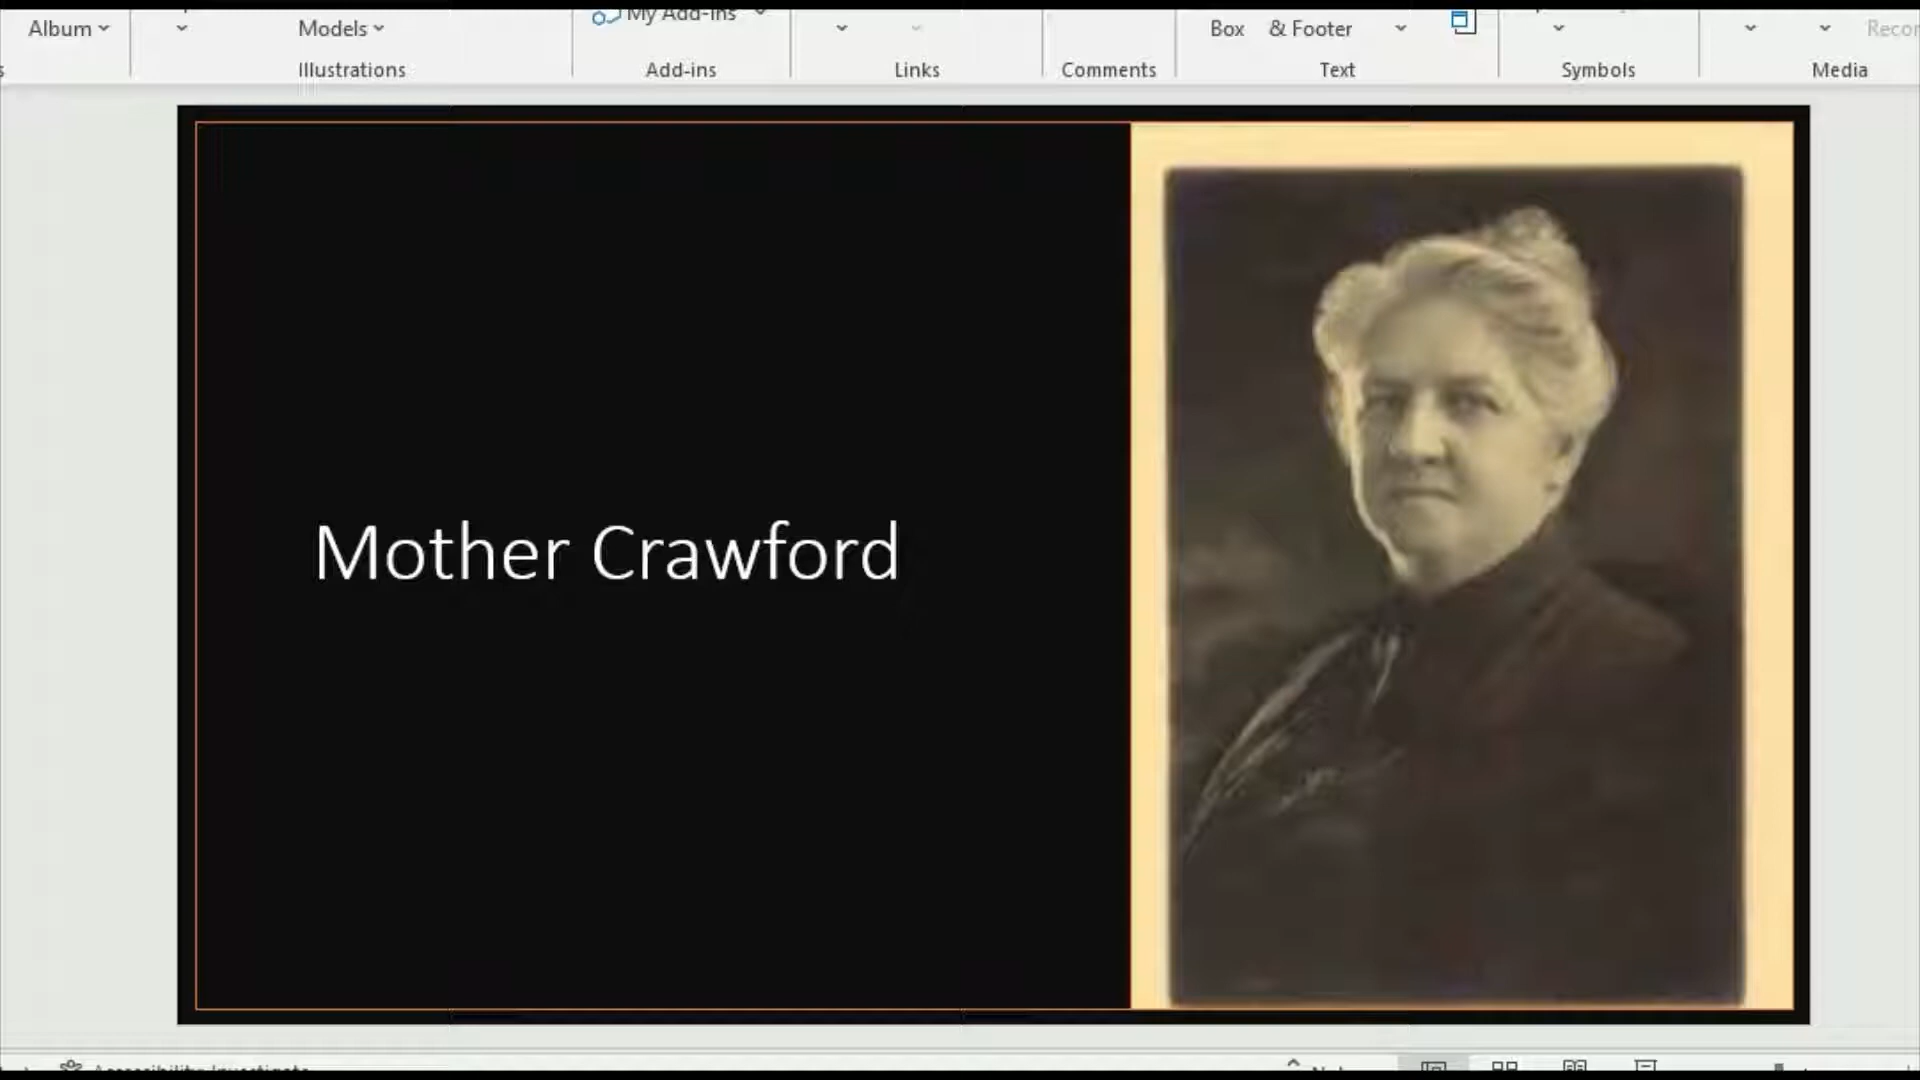 My Add-ins
Album
Models
Box & Footer
Illustrations
Add-ins
Links
Comments
Text
Symbols
Media
Mother Crawford